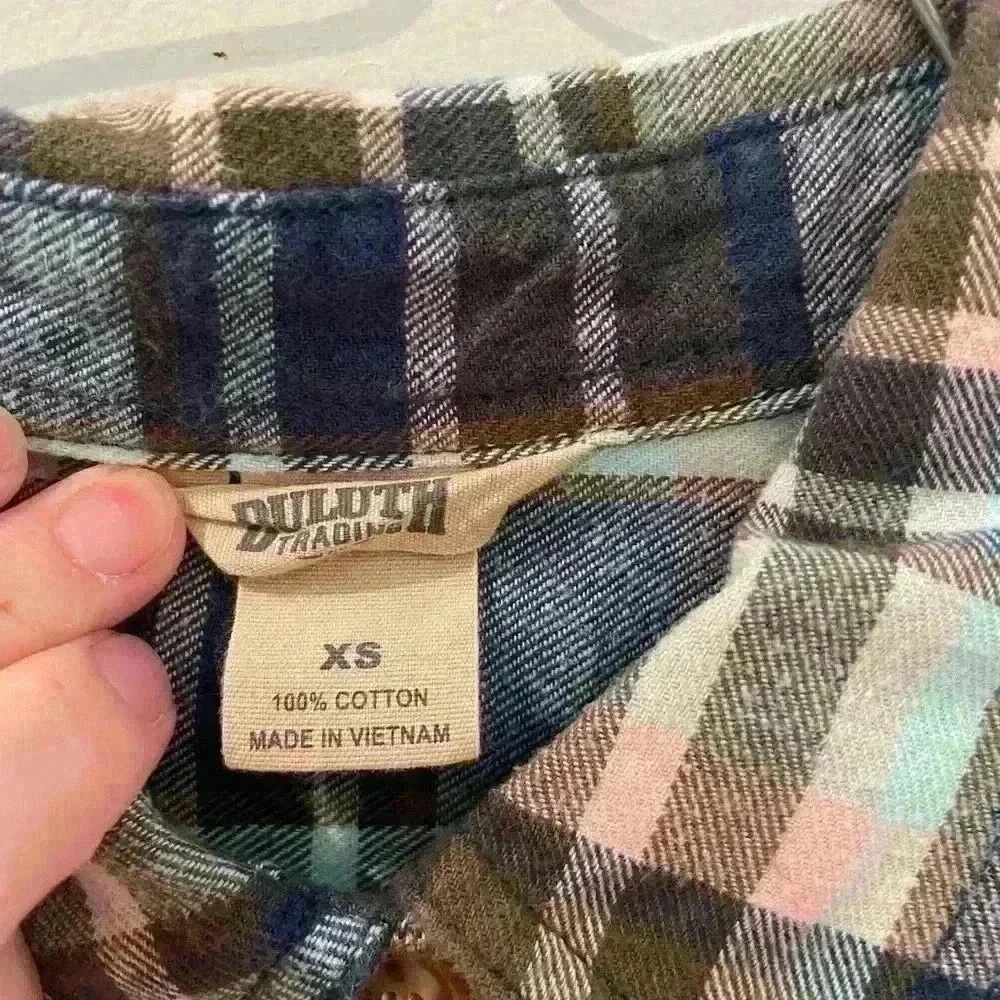 DULUTH
TRADING
XS
100% COTTON
MADE IN VIETNAM